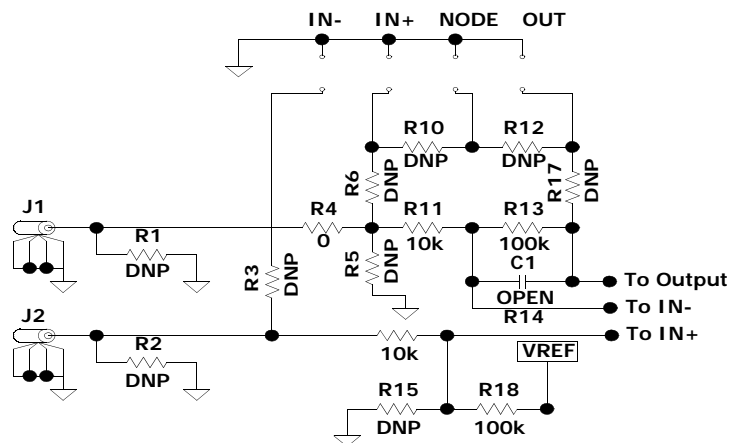 IN- IN+ NODE OUT
R10 R12
DNP DNP
R6 DNP
R17 DNP
J1
R4 R11 R13
0 10k 100k
R1
DNP
R3 DNP
R5 DNP
C1
OPEN
To Output
To IN-
R14
To IN+
J2
R2
DNP
10k
VREF
R15 R18
DNP 100k